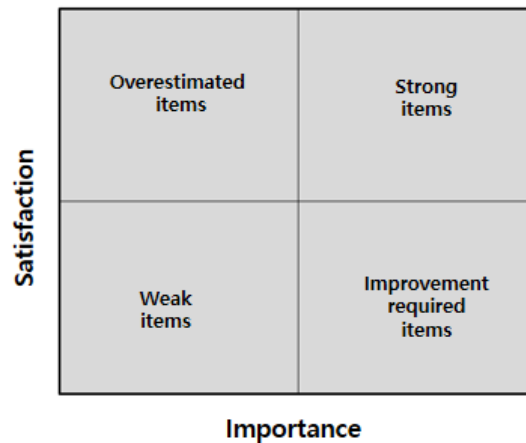 Overestimated
items
Strong
items
Satisfaction
Weak
items
Improvement
required
items
Importance